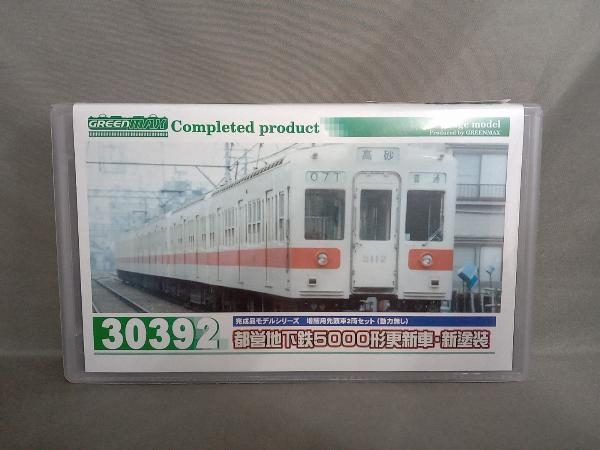 GREENMAX
Completed product
model
Produced by GREENMAX
高砂
07T
普通
5112
30392
完成品モデルシリーズ 増結用先頭車2両セット(動力無し)
都営地下鉄5000形更新車・新塗装